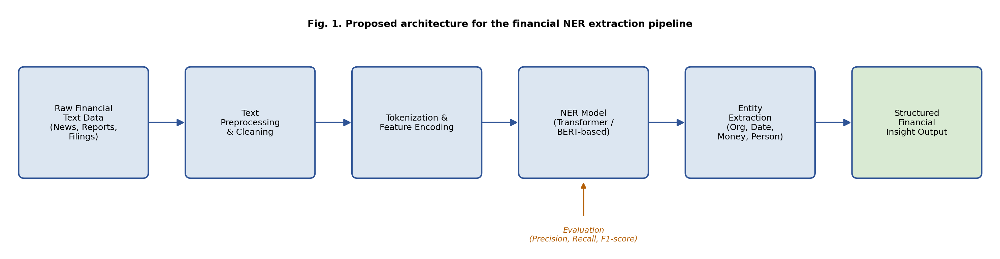 Fig. 1. Proposed architecture for the financial NER extraction pipeline
Raw Financial
Text Data
(News, Reports,
Filings)
Text
Preprocessing
& Cleaning
Tokenization &
Feature Encoding
NER Model
(Transformer /
BERT-based)
Entity
Extraction
(Org, Date,
Money, Person)
Structured
Financial
Insight Output
Evaluation
(Precision, Recall, F1-score)